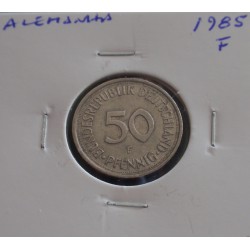 ALEMANHA 1985
F
BUNDESREPUBLIK DEUTSCHLAND
50
F
PFENNIG